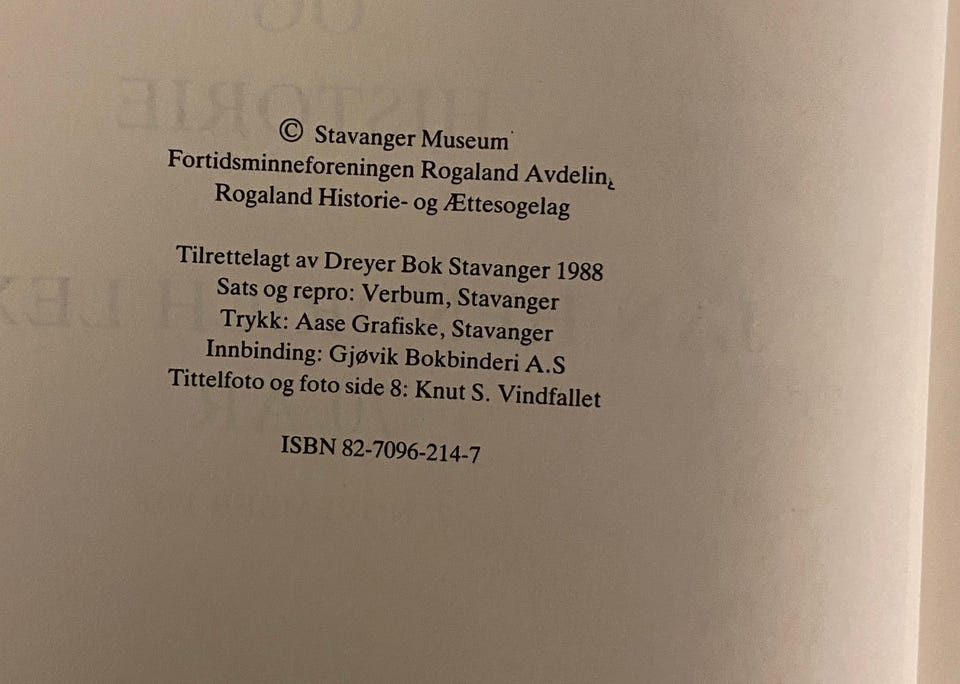 © Stavanger Museum
Fortidsminneforeningen Rogaland Avdeling
Rogaland Historie- og Ættesogelag
Tilrettelagt av Dreyer Bok Stavanger 1988
Sats og repro: Verbum, Stavanger
Trykk: Aase Grafiske, Stavanger
Innbinding: Gjøvik Bokbinderi A.S
Tittelfoto og foto side 8: Knut S. Vindfallet
ISBN 82-7096-214-7